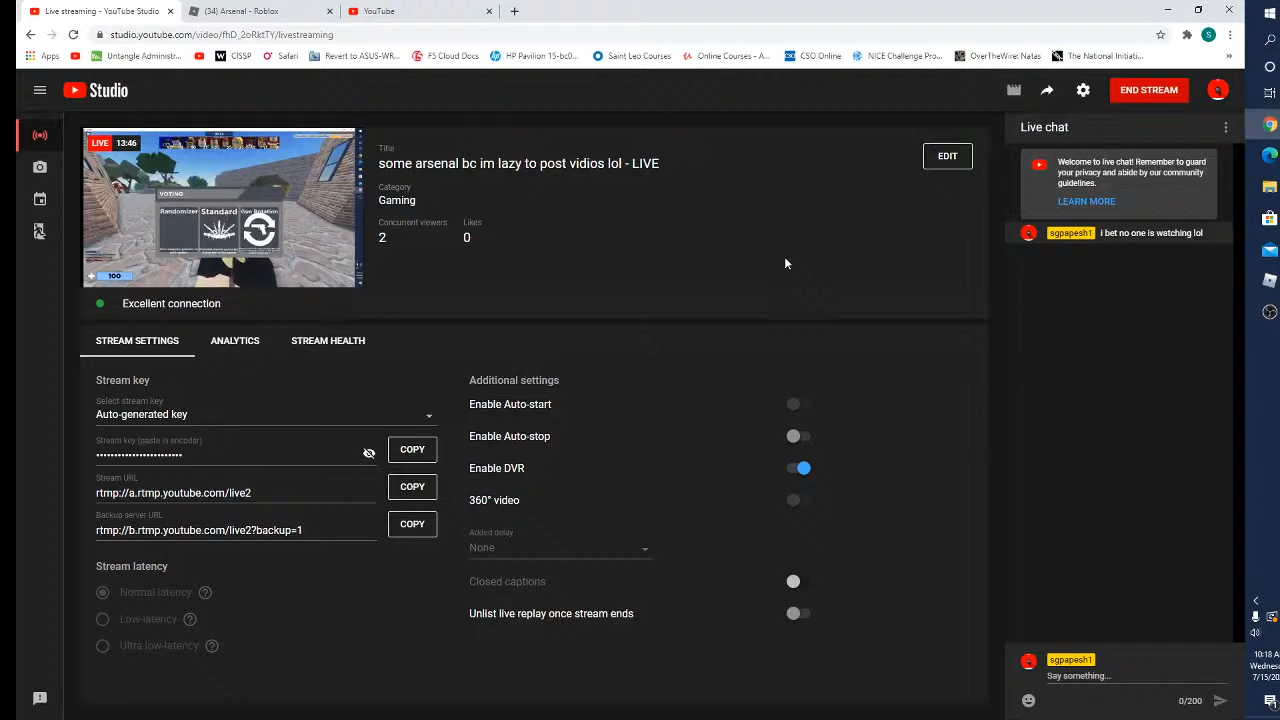 Live streaming - YouTube Studio
(34) Arsenal - Roblox
YouTube
studio.youtube.com/video/fhD_2oRktTY/livestreaming
S
Untangle Administr...
CISSP
Safari
Revert to ASUS-WR...
F5 Cloud Docs
HP Pavilion 15-bc0...
Saint Leo Courses
Online Courses - A...
CSO Online
NICE Challenge Pro...
OverTheWire: Natas
The National Initiati...
Studio
END STREAM
LIVE 13:46
VOTING
Randomizer
Standard
Gun Rotation
100
Title
some arsenal bc im lazy to post vidios lol - LIVE
EDIT
Category
Gaming
Concurrent viewers
Likes
2
0
Excellent connection
STREAM SETTINGS
ANALYTICS
STREAM HEALTH
Stream key
Select stream key
Auto-generated key
Stream key (paste in encoder)
COPY
Stream URL
rtmp://a.rtmp.youtube.com/live2
COPY
Backup server URL
rtmp://b.rtmp.youtube.com/live2?backup=1
COPY
Stream latency
Normal latency
Low-latency
Ultra low-latency
Additional settings
Enable Auto-start
Enable Auto-stop
Enable DVR
360° video
Added delay
None
Closed captions
Unlist live replay once stream ends
Live chat
Welcome to live chat! Remember to guard
your privacy and abide by our community
guidelines.
LEARN MORE
sgpapesh1 i bet no one is watching lol
sgpapesh1
Say something...
0/200
10:18 A
Wednesd
7/15/20